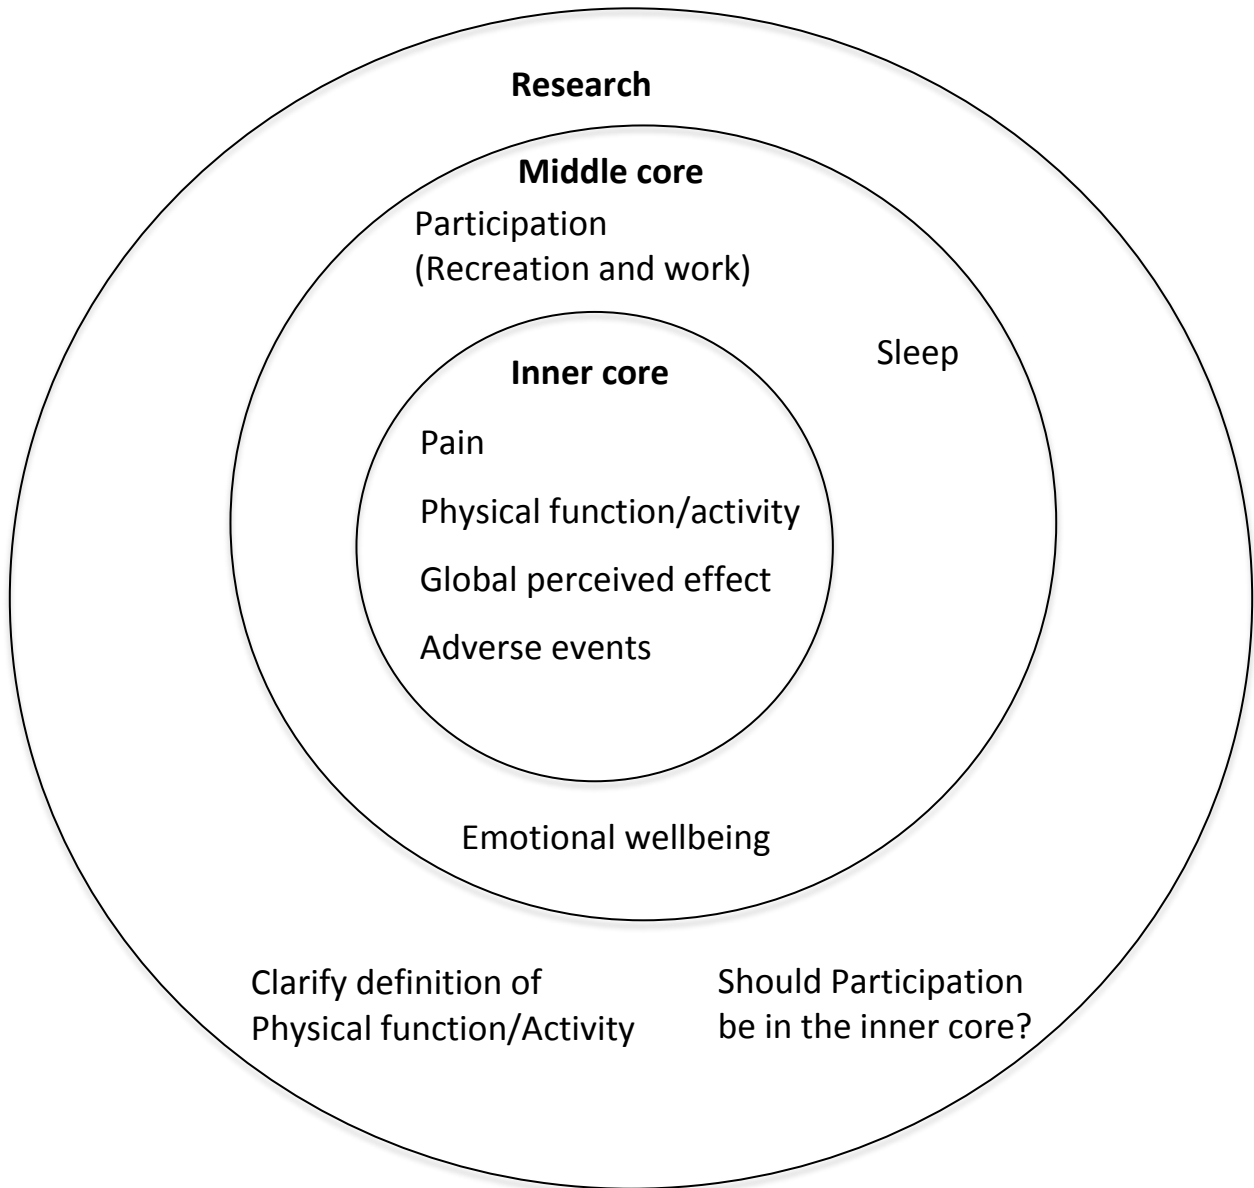 Research
Middle core
Participation
(Recreation and work)
Sleep
Inner core
Pain
Physical function/activity
Global perceived effect
Adverse events
Emotional wellbeing
Clarify definition of
Physical function/Activity
Should Participation
be in the inner core?